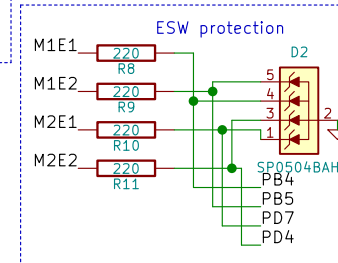 ESW protection
M1E1
220
R8
D2
M1E2
220
R9
5
4
M2E1
220
R10
3
2
1
M2E2
220
R11
SP0504BAH
PB4
PB5
PD7
PD4